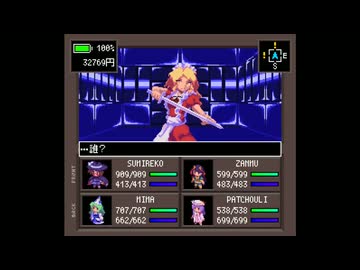 100%
32769円
! A E
S
…誰?
FRONT
SUMIREKO
909/909
413/413
ZANMU
599/599
483/483
BACK
MIMA
707/707
662/662
PATCHOULI
538/538
699/699